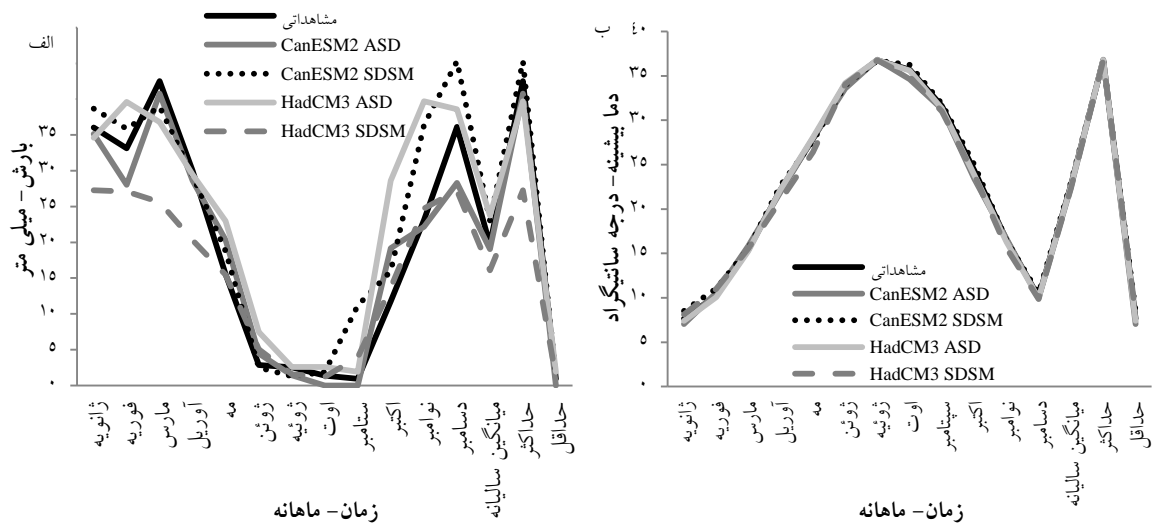 الف
مشاهداتی
CanESM2 ASD
CanESM2 SDSM
HadCM3 ASD
HadCM3 SDSM
بارش - میلی متر
۳۵
۳۰
۲۵
۲۰
۱۵
۱۰
۵
۰
ژانویه
فوریه
مارس
آوریل
مه
ژوئن
ژوئیه
اوت
سپتامبر
اکتبر
نوامبر
دسامبر
میانگین سالیانه
حداکثر
حداقل
زمان- ماهانه
ب
دما بیشینه- درجه سانتیگراد
۴۰
۳۵
۳۰
۲۵
۲۰
۱۵
۱۰
۵
۰
مشاهداتی
CanESM2 ASD
CanESM2 SDSM
HadCM3 ASD
HadCM3 SDSM
ژانویه
فوریه
مارس
آوریل
مه
ژوئن
ژوئیه
اوت
سپتامبر
اکتبر
نوامبر
دسامبر
میانگین سالیانه
حداکثر
حداقل
زمان- ماهانه